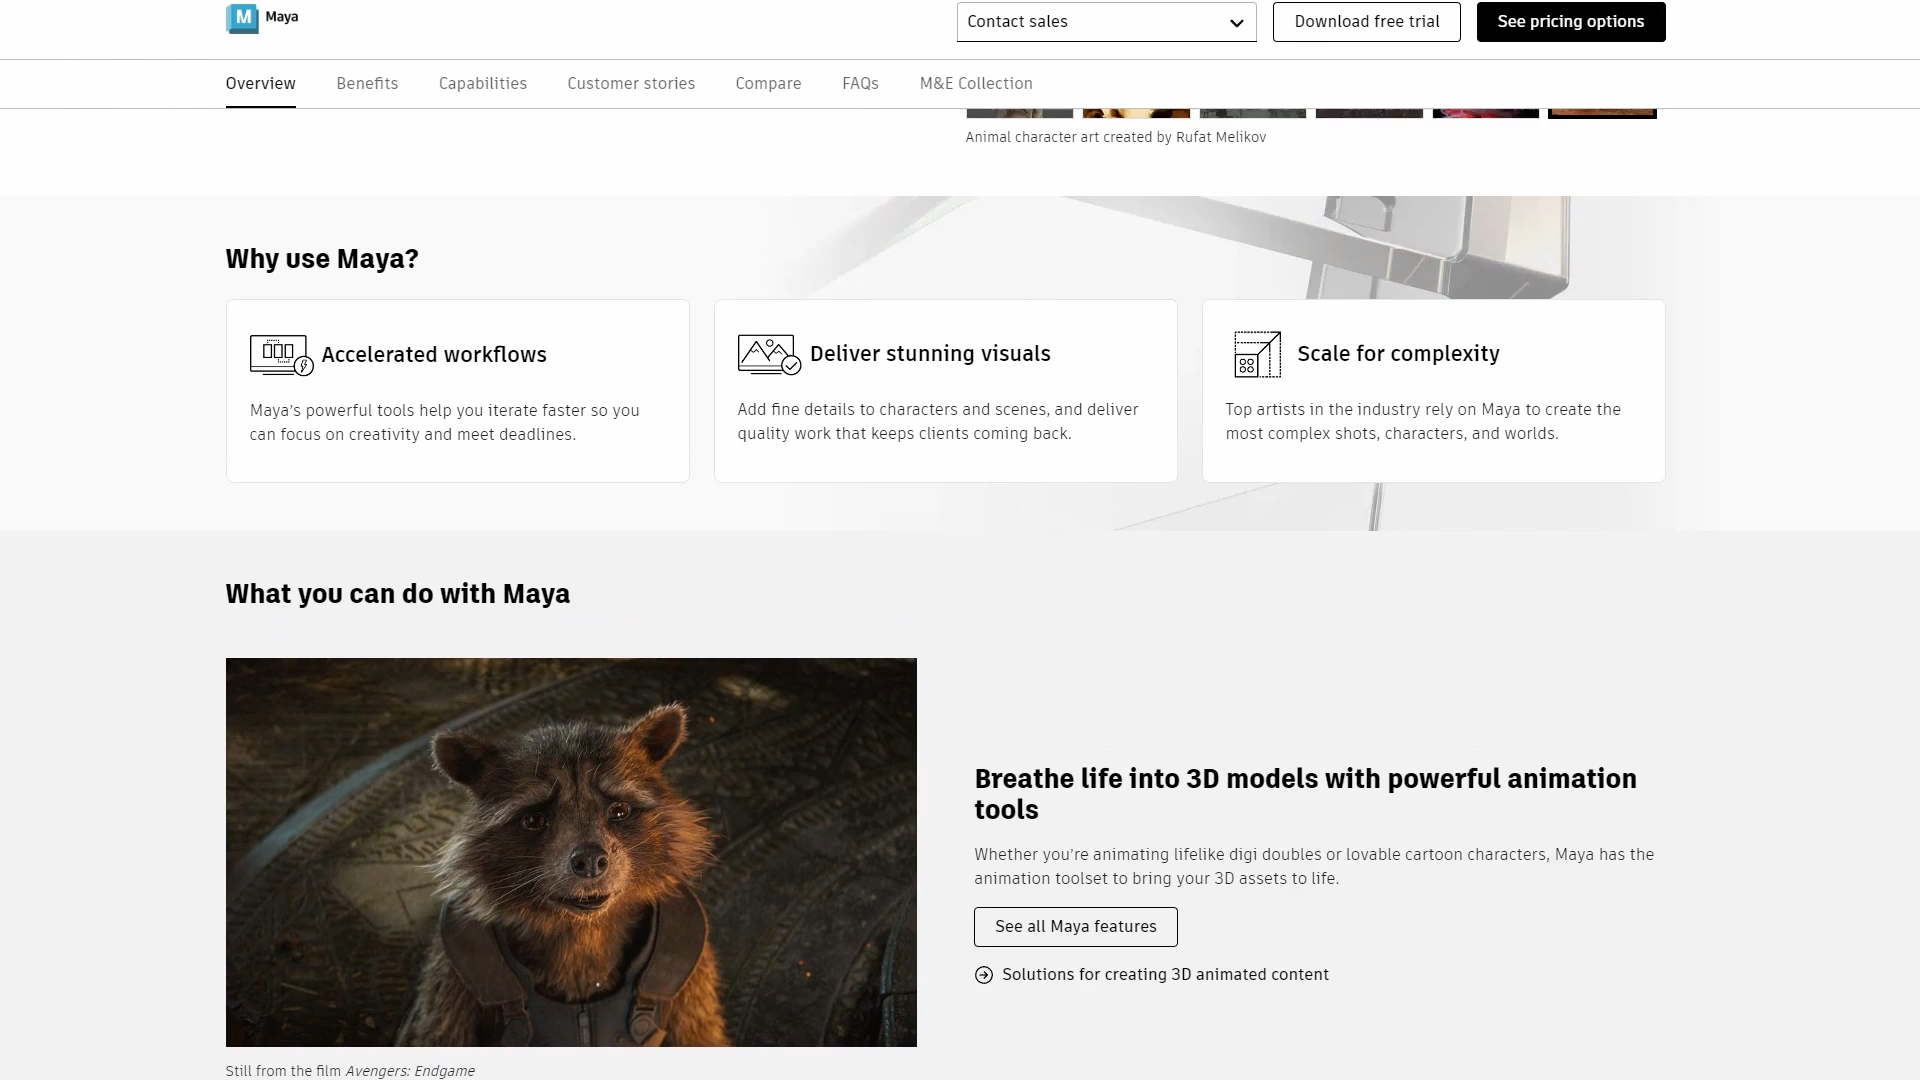 M Maya
Contact sales
Download free trial
See pricing options
Overview
Benefits
Capabilities
Customer stories
Compare
FAQs
M&E Collection
Animal character art created by Rufat Melikov
Why use Maya?
Accelerated workflows
Maya’s powerful tools help you iterate faster so you
can focus on creativity and meet deadlines.
Deliver stunning visuals
Add fine details to characters and scenes, and deliver
quality work that keeps clients coming back.
Scale for complexity
Top artists in the industry rely on Maya to create the
most complex shots, characters, and worlds.
What you can do with Maya
Breathe life into 3D models with powerful animation
tools
Whether you’re animating lifelike digi doubles or lovable cartoon characters, Maya has the
animation toolset to bring your 3D assets to life.
See all Maya features
Solutions for creating 3D animated content
Still from the film Avengers: Endgame